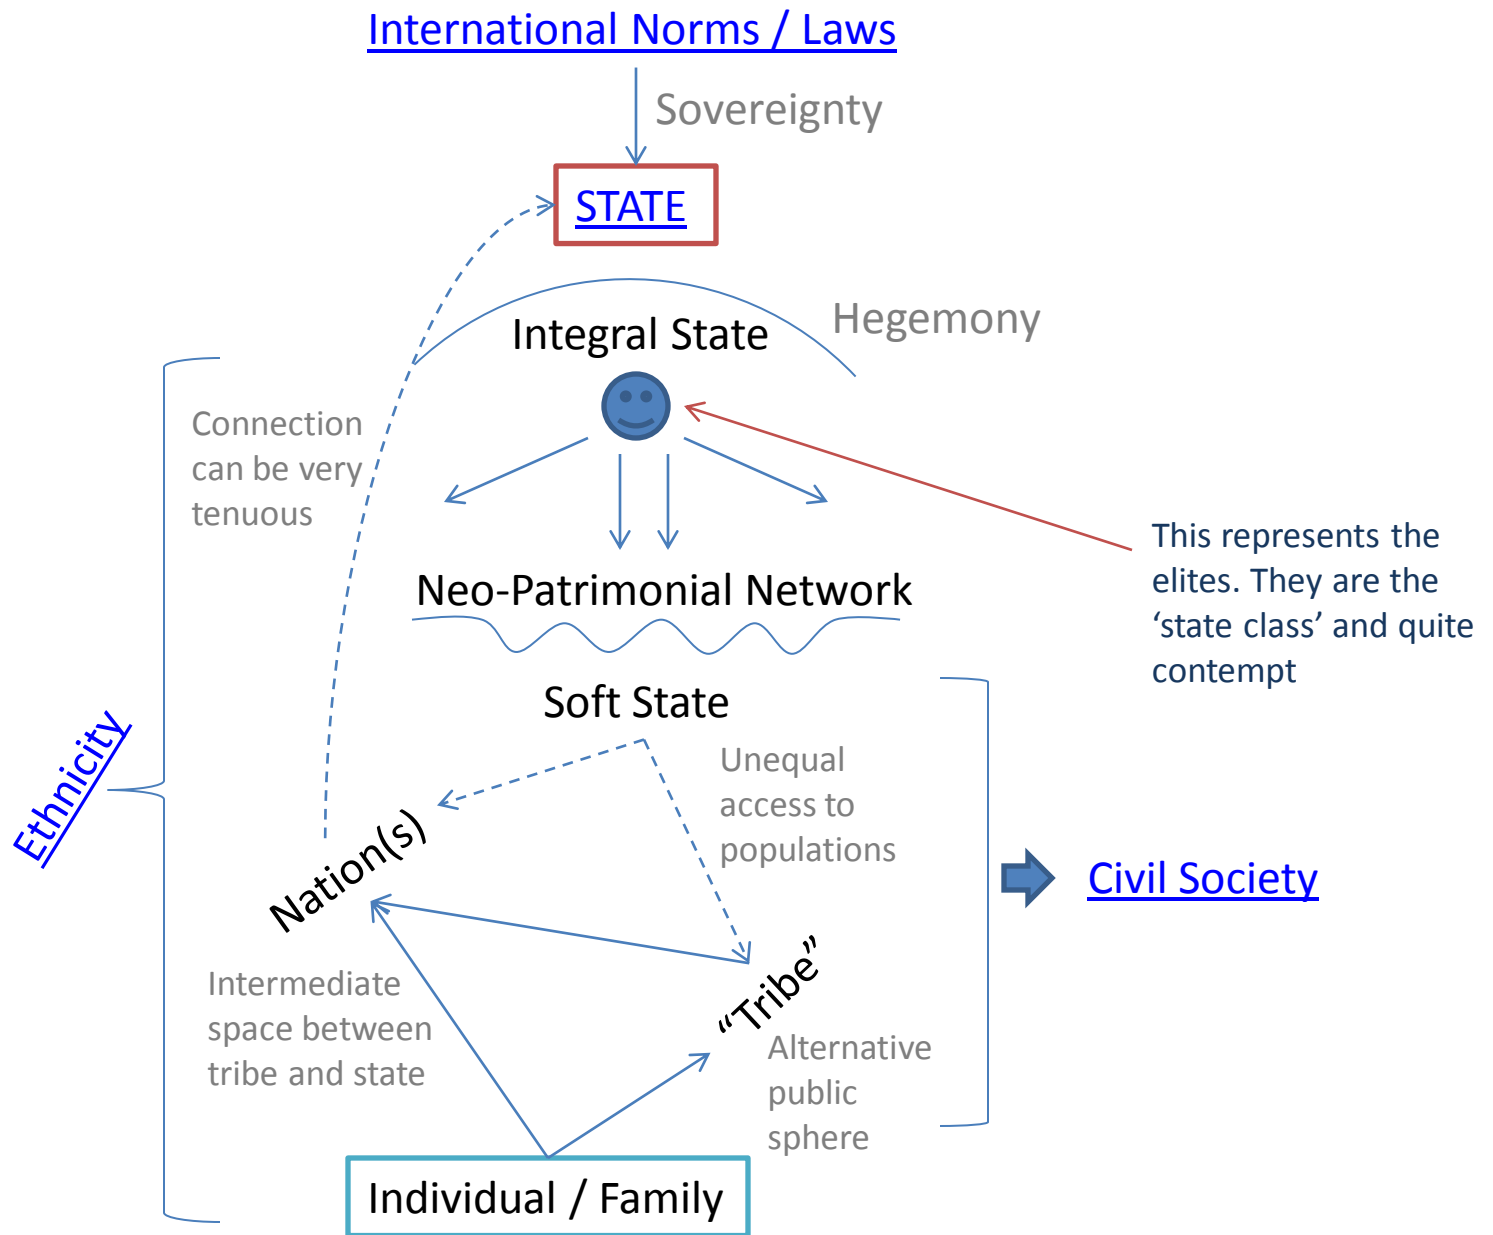 International Norms / Laws
Sovereignty
STATE
Hegemony
Integral State
Connection
can be very
tenuous
This represents the
elites. They are the
‘state class’ and quite
contempt
Neo-Patrimonial Network
Soft State
Unequal
access to
populations
Ethnicity
Nation(s)
Civil Society
“Tribe”
Intermediate
space between
tribe and state
Alternative
public
sphere
Individual / Family